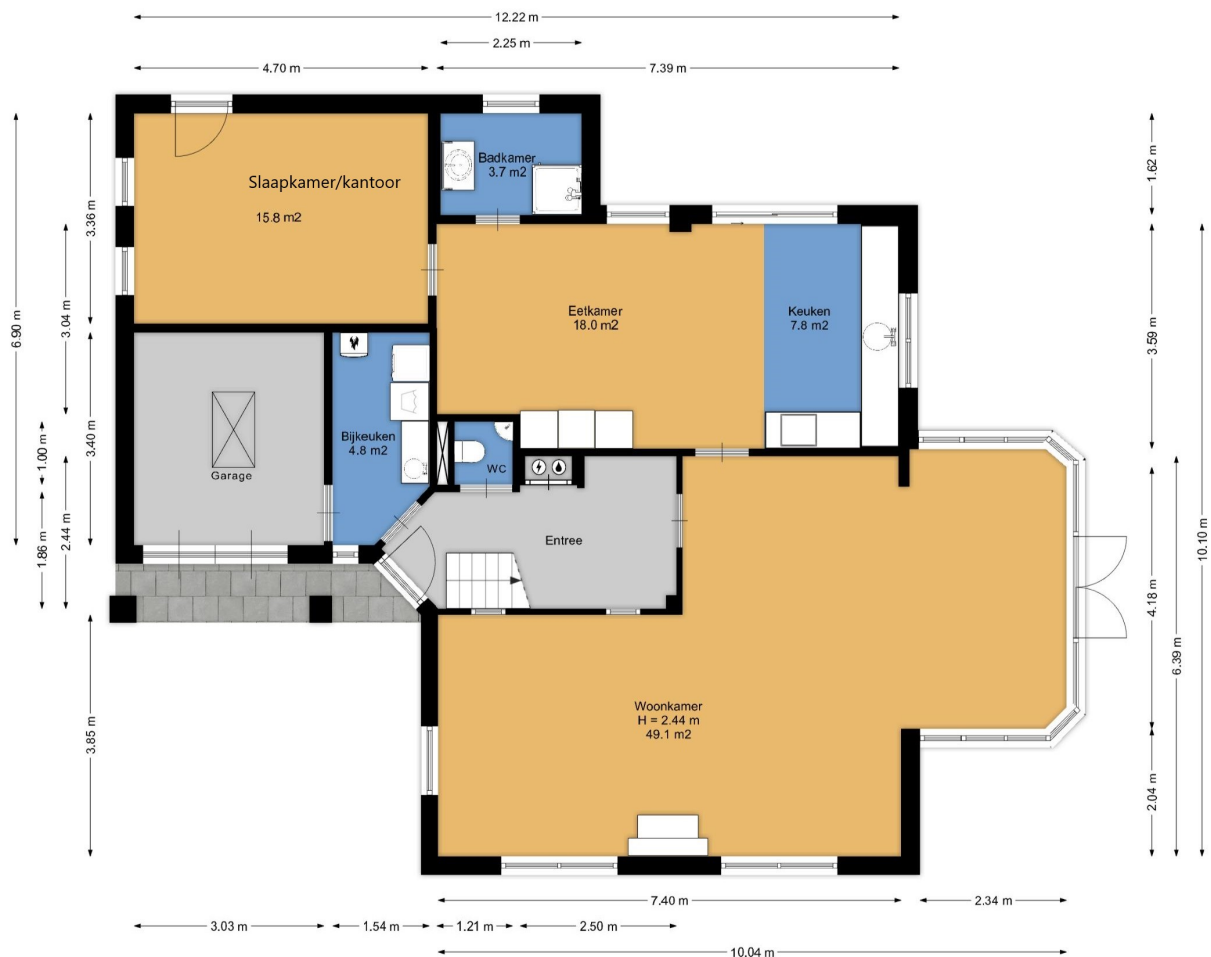 12.22 m
2.25 m
4.70 m
7.39 m
Slaapkamer/kantoor
15.8 m2
Badkamer
3.7 m2
Eetkamer
18.0 m2
Keuken
7.8 m2
Garage
Bijkeuken
4.8 m2
WC
Entree
Woonkamer
H = 2.44 m
49.1 m2
6.90 m
3.36 m
3.04 m
3.40 m
1.00 m
1.86 m
2.44 m
3.85 m
1.62 m
3.59 m
10.10 m
4.18 m
6.39 m
2.04 m
7.40 m
2.34 m
3.03 m
1.54 m
1.21 m
2.50 m
10.04 m